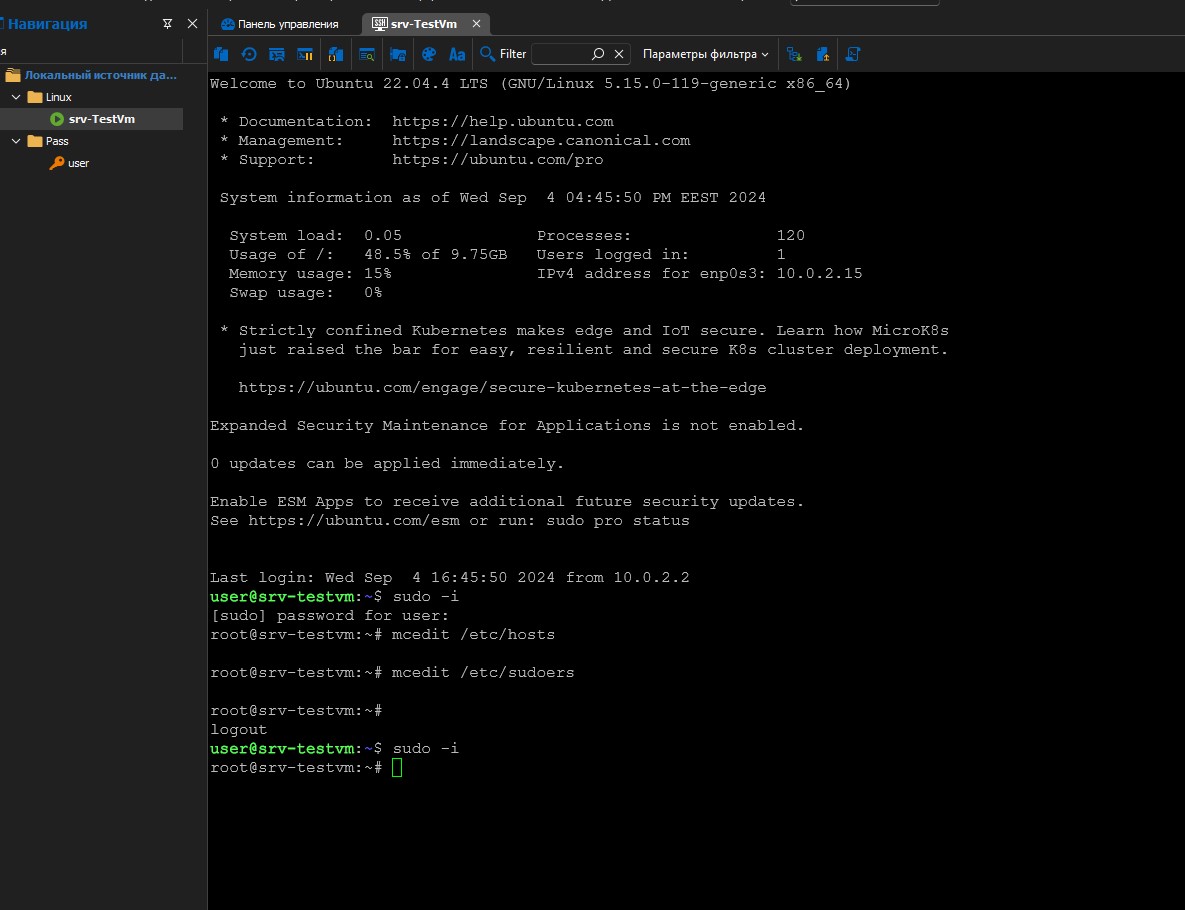 Навигация
Панель управления
srv-TestVm
Filter
Параметры фильтра
я
Локальный источник да...
Linux
srv-TestVm
Pass
user
Welcome to Ubuntu 22.04.4 LTS (GNU/Linux 5.15.0-119-generic x86_64)
* Documentation: https://help.ubuntu.com
* Management: https://landscape.canonical.com
* Support: https://ubuntu.com/pro
System information as of Wed Sep 4 04:45:50 PM EEST 2024
System load: 0.05 Processes: 120
Usage of /: 48.5% of 9.75GB Users logged in: 1
Memory usage: 15% IPv4 address for enp0s3: 10.0.2.15
Swap usage: 0%
* Strictly confined Kubernetes makes edge and IoT secure. Learn how MicroK8s
just raised the bar for easy, resilient and secure K8s cluster deployment.
https://ubuntu.com/engage/secure-kubernetes-at-the-edge
Expanded Security Maintenance for Applications is not enabled.
0 updates can be applied immediately.
Enable ESM Apps to receive additional future security updates.
See https://ubuntu.com/esm or run: sudo pro status
Last login: Wed Sep 4 16:45:50 2024 from 10.0.2.2
user@srv-testvm:~$ sudo -i
[sudo] password for user:
root@srv-testvm:~# mcedit /etc/hosts
root@srv-testvm:~# mcedit /etc/sudoers
root@srv-testvm:~#
logout
user@srv-testvm:~$ sudo -i
root@srv-testvm:~#